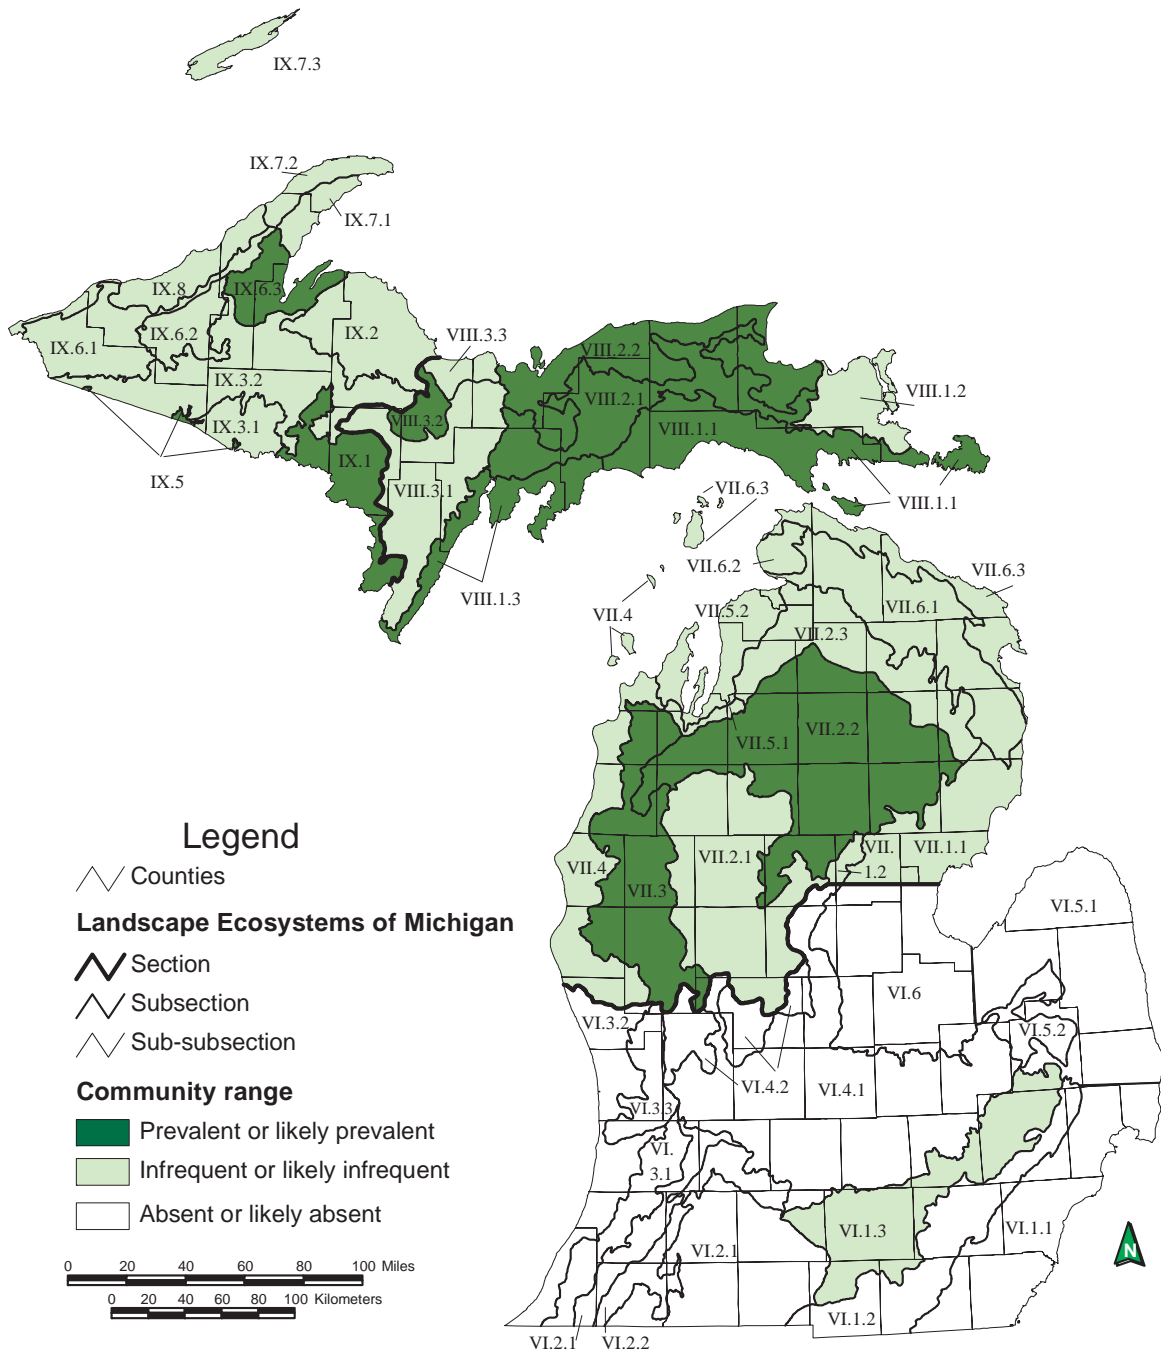 IX.7.3
IX.7.2
IX.7.1
IX.8
IX.6.3
IX.6.2
IX.2
VIII.3.3
IX.6.1
VIII.2.2
IX.3.2
VIII.2.1
VIII.1.2
IX.3.1
VIII.3.2
VIII.1.1
IX.1
IX.5
VIII.3.1
VII.6.3
VIII.1.1
VII.6.2
VII.6.3
VIII.1.3
VII.4
VII.5.2
VII.6.1
VII.2.3
VII.5.1
VII.2.2
Legend
Counties
Landscape Ecosystems of Michigan
Section
Subsection
Sub-subsection
Community range
Prevalent or likely prevalent
Infrequent or likely infrequent
Absent or likely absent
0 20 40 60 80 100 Miles
0 20 40 60 80 100 Kilometers
VII.4
VII.3
VII.2.1
VII.
1.2
VII.1.1
VI.5.1
VI.6
VI.3.2
VI.5.2
VI.4.2
VI.4.1
VI.3.3
VI.
3.1
VI.1.3
VI.1.1
VI.2.1
VI.1.2
VI.2.1
VI.2.2
N